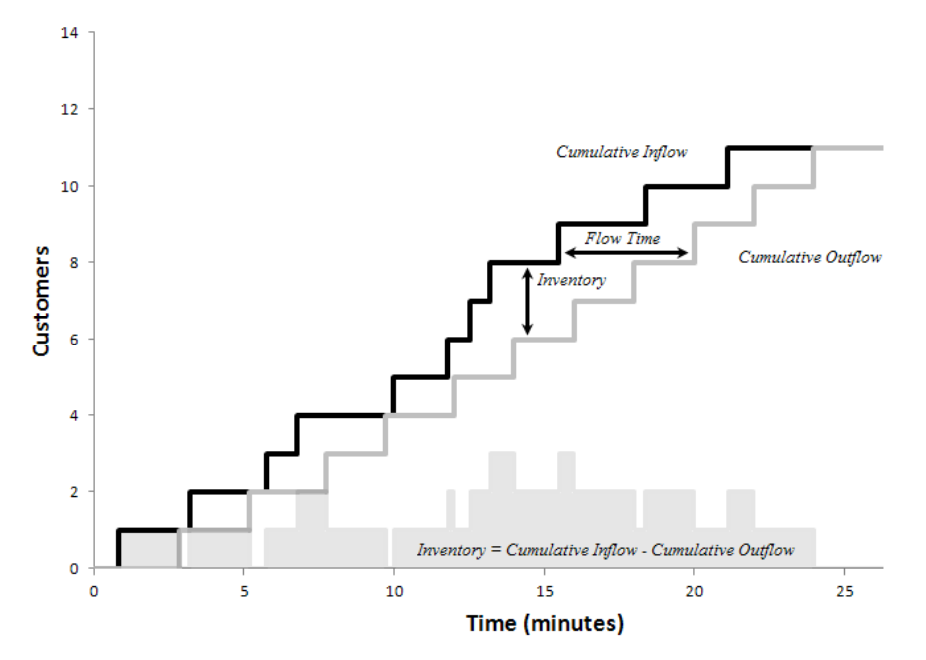 14
12
Cumulative Inflow
10
Flow Time
Cumulative Outflow
8
Inventory
Customers
6
4
2
Inventory = Cumulative Inflow - Cumulative Outflow
0
0 5 10 15 20 25
Time (minutes)